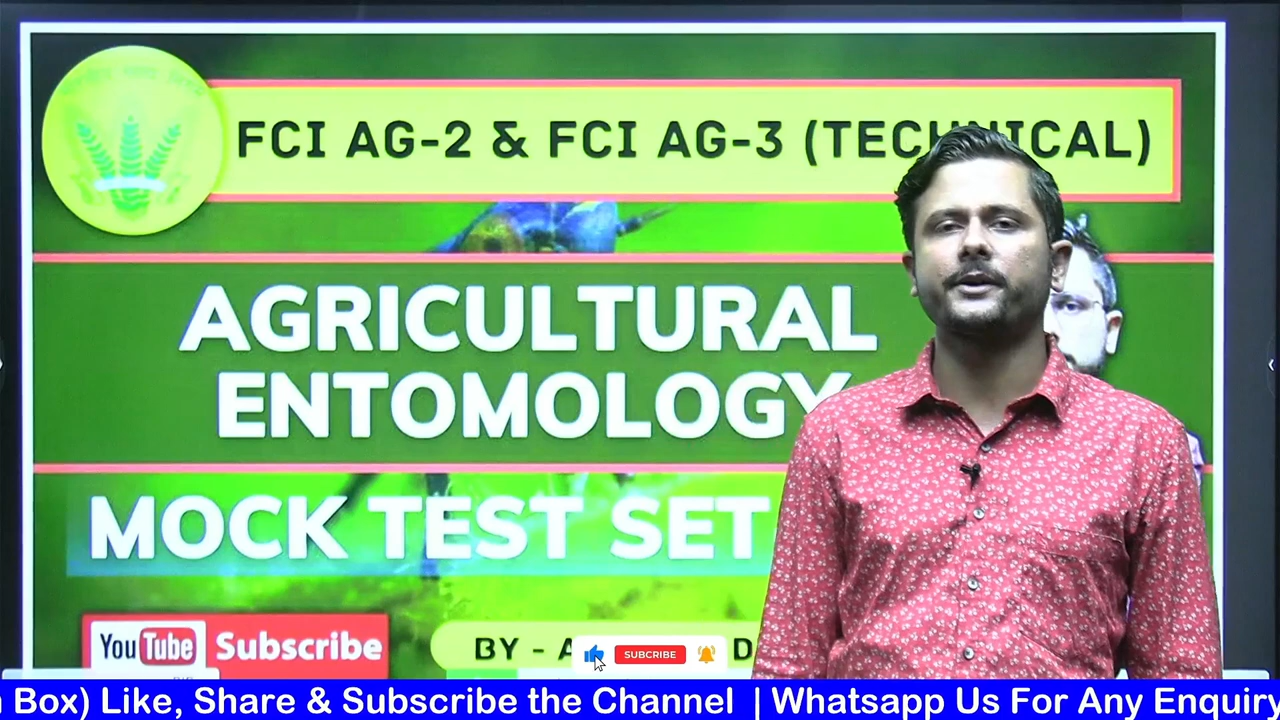 FCI AG-2 & FCI AG-3 (TECHNICAL)
AGRICULTURAL
ENTOMOLOGY
MOCK TEST SET
YouTube Subscribe
BY - A D
SUBSCRIBE
Box) Like, Share & Subscribe the Channel | Whatsapp Us For Any Enquiry